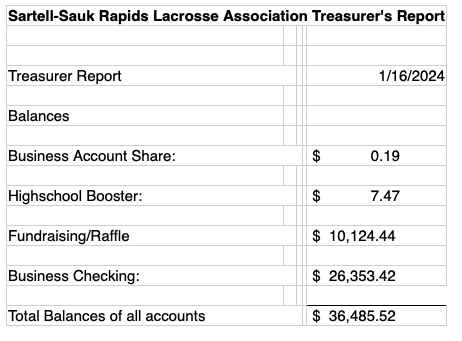 Sartell-Sauk Rapids Lacrosse Association Treasurer's Report
Treasurer Report 1/16/2024
Balances
Business Account Share: $ 0.19
Highschool Booster: $ 7.47
Fundraising/Raffle $ 10,124.44
Business Checking: $ 26,353.42
Total Balances of all accounts $ 36,485.52